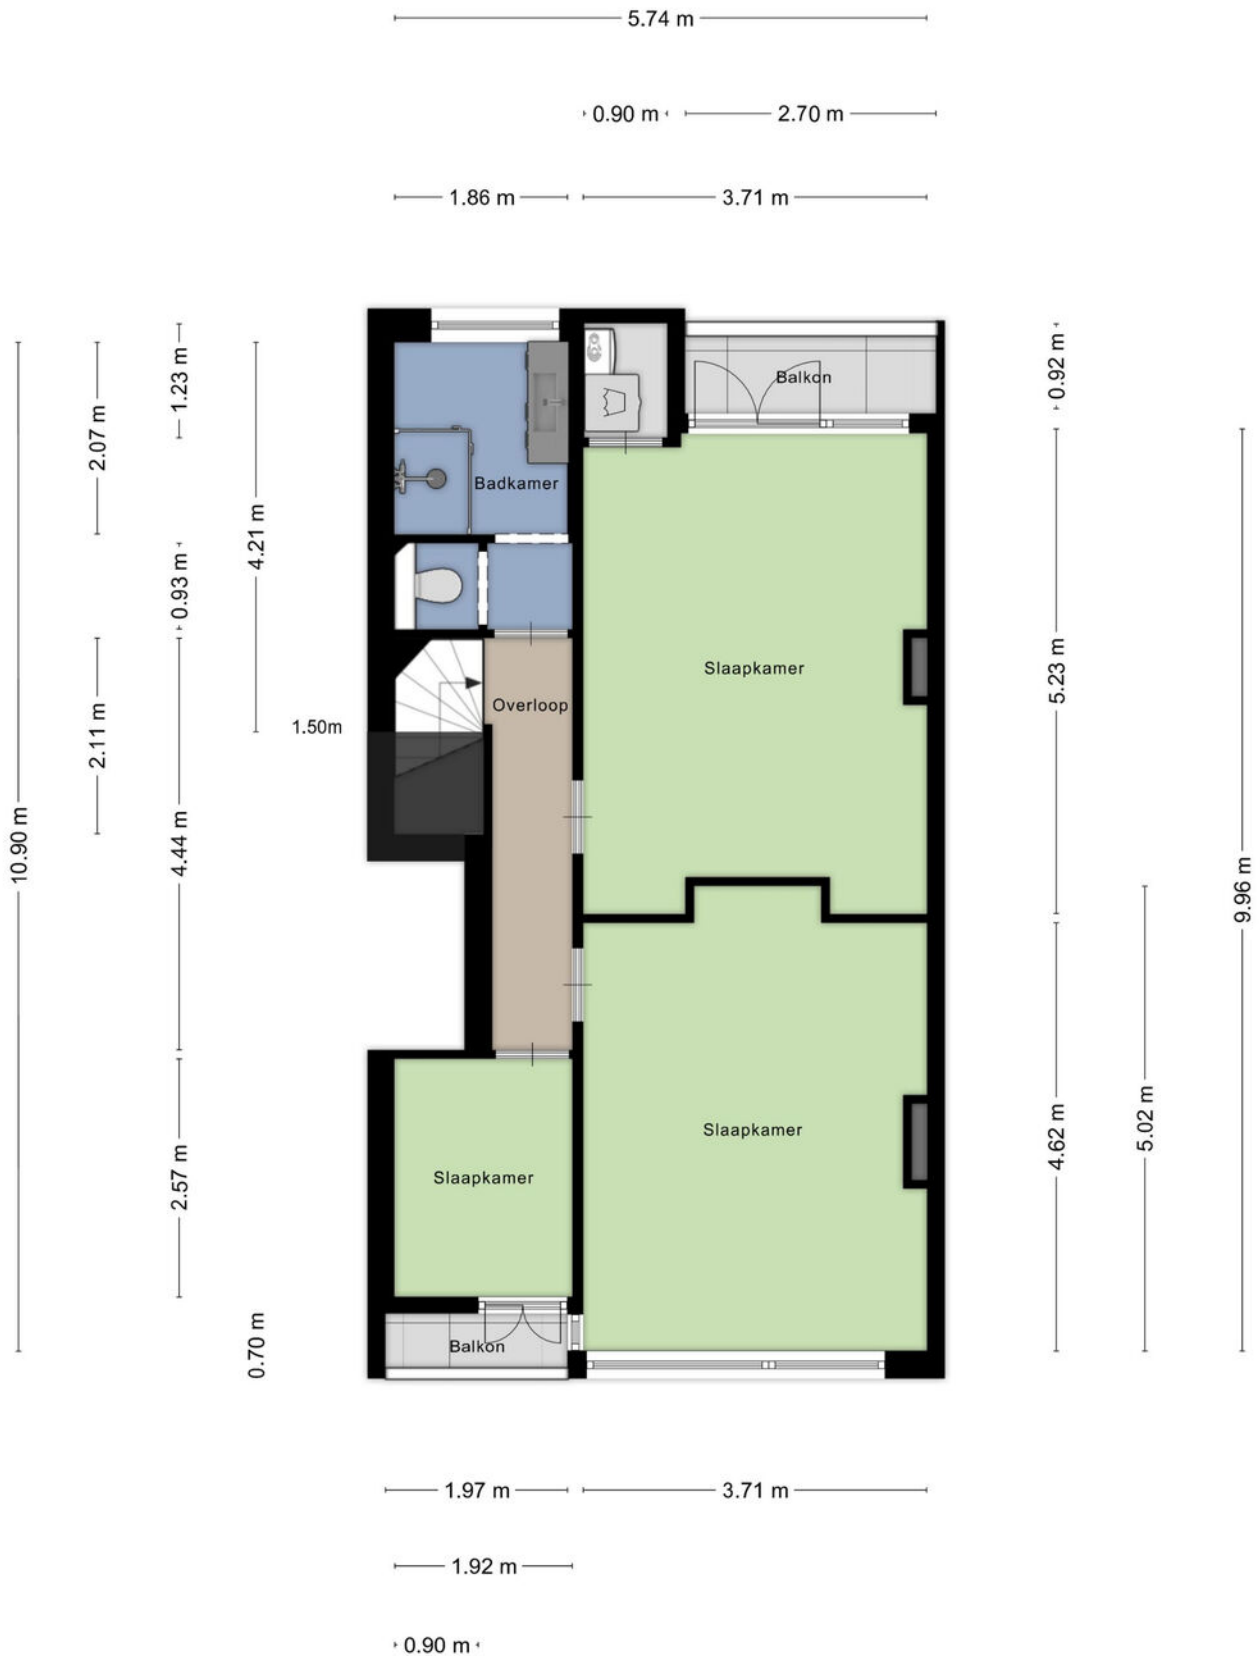 5.74 m
0.90 m
2.70 m
1.86 m
3.71 m
1.23 m
0.92 m
Balkon
2.07 m
Badkamer
4.21 m
0.93 m
Slaapkamer
5.23 m
Overloop
1.50m
2.11 m
10.90 m
4.44 m
9.96 m
5.02 m
4.62 m
Slaapkamer
2.57 m
Slaapkamer
0.70 m
Balkon
1.97 m
3.71 m
1.92 m
0.90 m